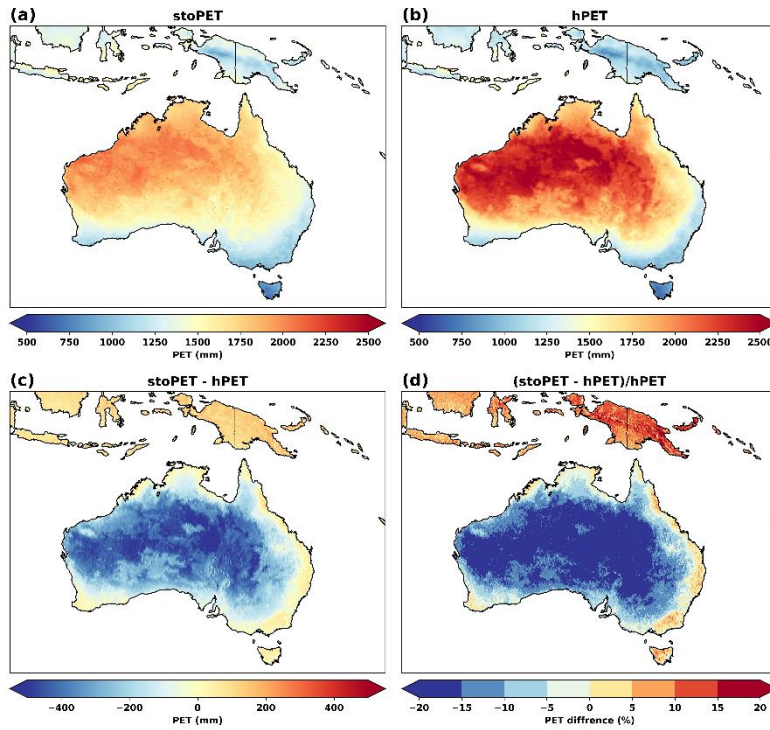 (a) stoPET
(b) hPET
500 750 1000 1250 1500 1750 2000 2250 2500
PET (mm)
500 750 1000 1250 1500 1750 2000 2250 2500
PET (mm)
(c) stoPET - hPET
(d) (stoPET - hPET)/hPET
−400 −200 0 200 400
PET (mm)
−20 −15 −10 −5 0 5 10 15 20
PET diffrence (%)